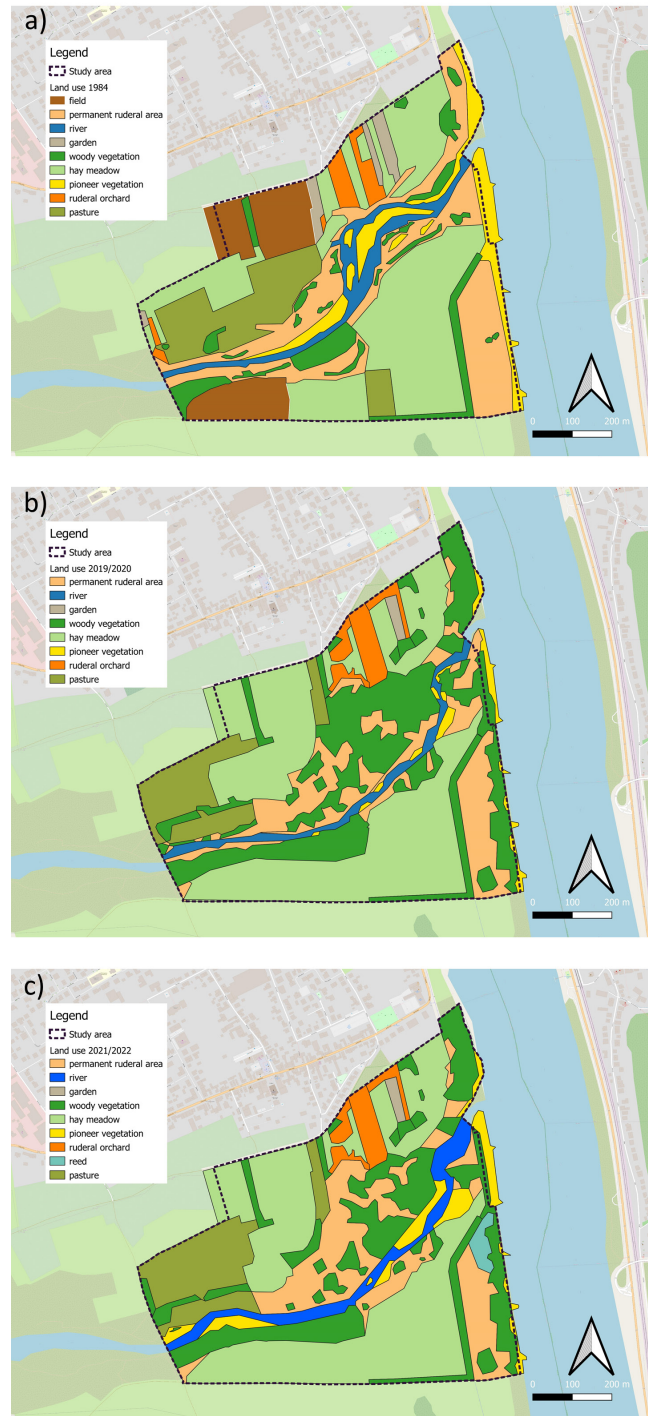 a)
Legend
Study area
Land use 1984
field
permanent ruderal area
river
garden
woody vegetation
hay meadow
pioneer vegetation
ruderal orchard
pasture
0 100 200 m
b)
Legend
Study area
Land use 2019/2020
permanent ruderal area
river
garden
woody vegetation
hay meadow
pioneer vegetation
ruderal orchard
pasture
0 100 200 m
c)
Legend
Study area
Land use 2021/2022
permanent ruderal area
river
garden
woody vegetation
hay meadow
pioneer vegetation
ruderal orchard
reed
pasture
0 100 200 m